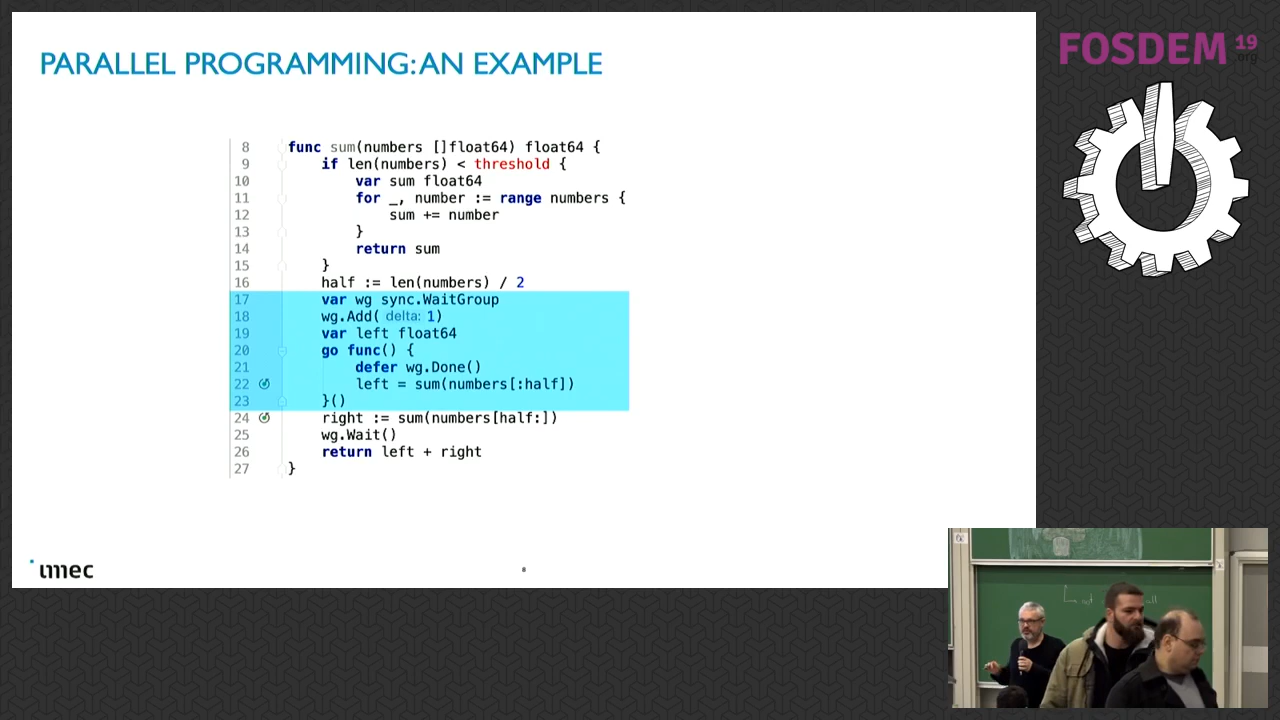 PARALLEL PROGRAMMING: AN EXAMPLE
FOSDEM 19
.org
8 func sum(numbers []float64) float64 {
9 if len(numbers) < threshold {
10 var sum float64
11 for _, number := range numbers {
12 sum += number
13 }
14 return sum
15 }
16 half := len(numbers) / 2
17 var wg sync.WaitGroup
18 wg.Add( delta: 1)
19 var left float64
20 go func() {
21 defer wg.Done()
22 left = sum(numbers[:half])
23 }()
24 right := sum(numbers[half:])
25 wg.Wait()
26 return left + right
27 }
imec
8